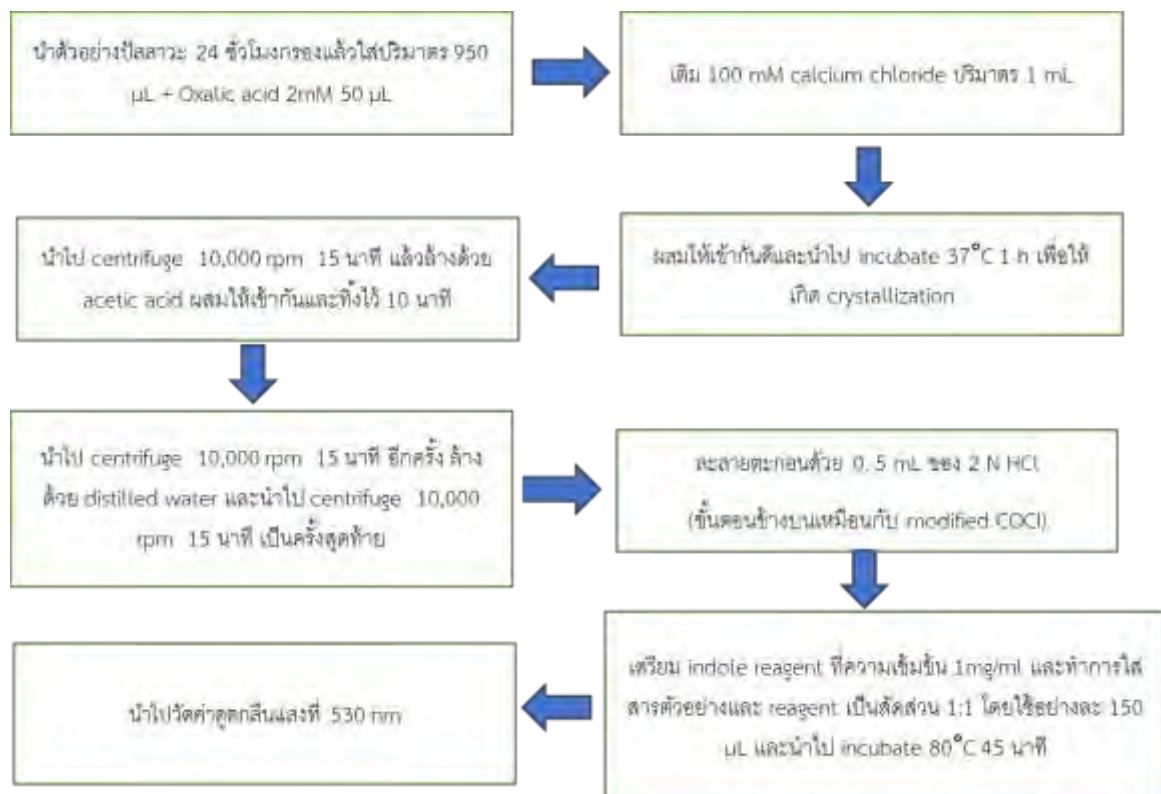 นำตัวอย่างปัสสาวะ 24 ชั่วโมงกรองแล้วใส่ปริมาตร 950
µL + Oxalic acid 2mM 50 µL
เติม 100 mM calcium chloride ปริมาตร 1 mL
ผสมให้เข้ากันดีและนำไป incubate 37°C 1 h เพื่อให้
เกิด crystallization
นำไป centrifuge 10,000 rpm 15 นาที แล้วล้างด้วย
acetic acid ผสมให้เข้ากันและทิ้งไว้ 10 นาที
นำไป centrifuge 10,000 rpm 15 นาที อีกครั้ง ล้าง
ด้วย distilled water และนำไป centrifuge 10,000
rpm 15 นาที เป็นครั้งสุดท้าย
ละลายตะกอนด้วย 0.5 mL ของ 2 N HCl
(ขั้นตอนข้างบนเหมือนกับ modified COCI)
เตรียม indole reagent ที่ความเข้มข้น 1mg/ml และทำการใส่
สารตัวอย่างและ reagent เป็นสัดส่วน 1:1 โดยใช้อย่างละ 150
µL และนำไป incubate 80°C 45 นาที
นำไปวัดค่าดูดกลืนแสงที่ 530 nm